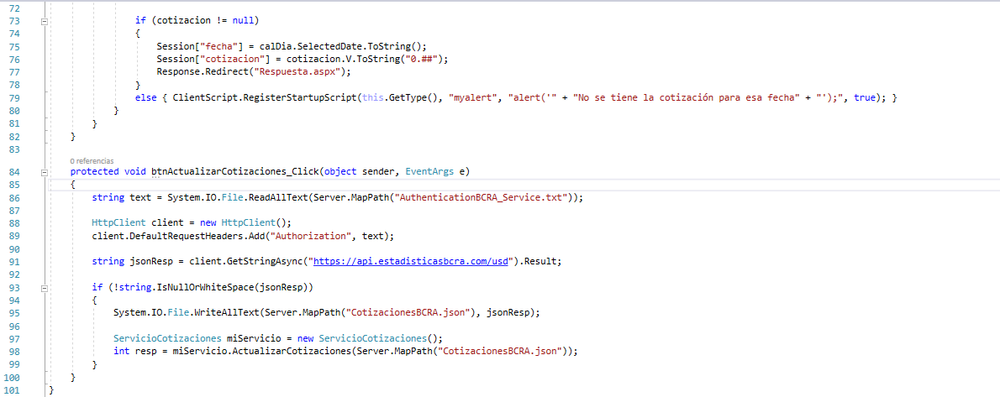 72
73 if (cotizacion != null)
74 {
75 Session["fecha"] = calDia.SelectedDate.ToString();
76 Session["cotizacion"] = cotizacion.V.ToString("0.##");
77 Response.Redirect("Respuesta.aspx");
78 }
79 else { ClientScript.RegisterStartupScript(this.GetType(), "myalert", "alert('" + "No se tiene la cotización para esa fecha" + "');", true); }
80 }
81 }
82 }
83
0 referencias
84 protected void btnActualizarCotizaciones_Click(object sender, EventArgs e)
85 {
86 string text = System.IO.File.ReadAllText(Server.MapPath("AuthenticationBCRA_Service.txt"));
87
88 HttpClient client = new HttpClient();
89 client.DefaultRequestHeaders.Add("Authorization", text);
90
91 string jsonResp = client.GetStringAsync("https://api.estadisticasbcra.com/usd").Result;
92
93 if (!string.IsNullOrWhiteSpace(jsonResp))
94 {
95 System.IO.File.WriteAllText(Server.MapPath("CotizacionesBCRA.json"), jsonResp);
96
97 ServicioCotizaciones miServicio = new ServicioCotizaciones();
98 int resp = miServicio.ActualizarCotizaciones(Server.MapPath("CotizacionesBCRA.json"));
99 }
100 }
101 }